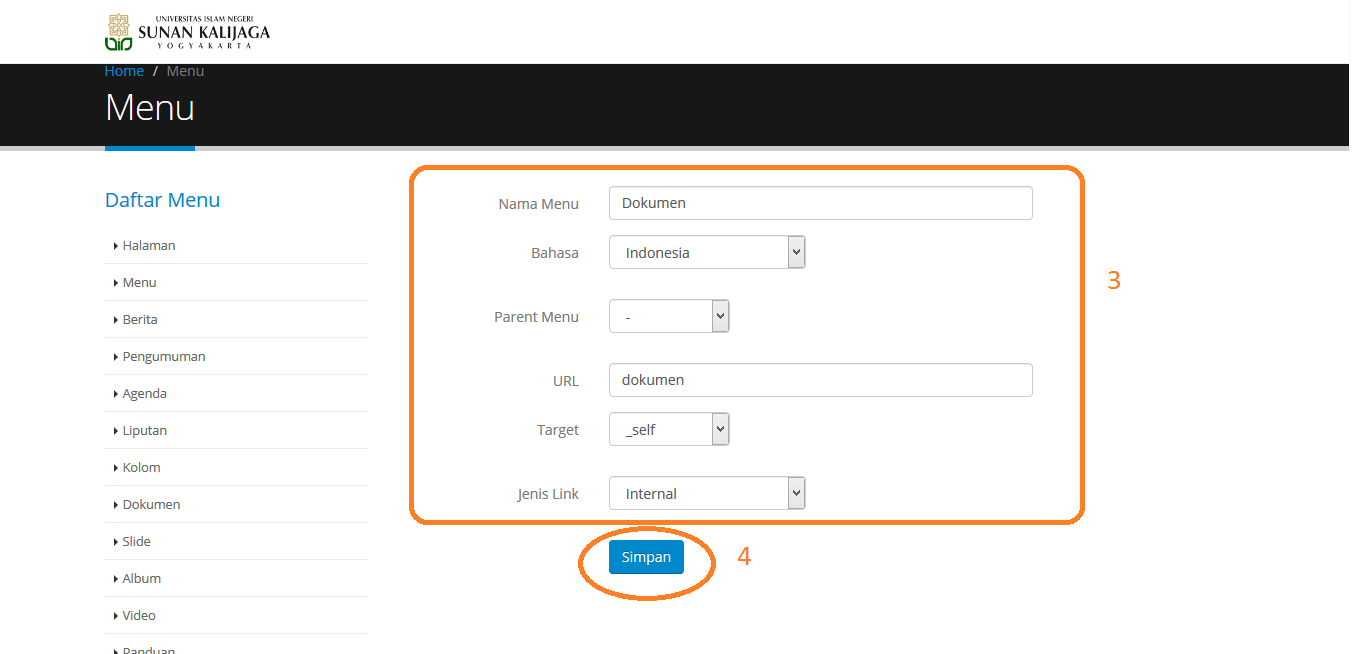 UNIVERSITAS ISLAM NEGERI
SUNAN KALIJAGA
YOGYAKARTA
Home / Menu
Menu
Daftar Menu
Halaman
Menu
Berita
Pengumuman
Agenda
Liputan
Kolom
Dokumen
Slide
Album
Video
Panduan
Nama Menu Dokumen
Bahasa Indonesia
Parent Menu -
URL dokumen
Target _self
Jenis Link Internal
3
Simpan 4